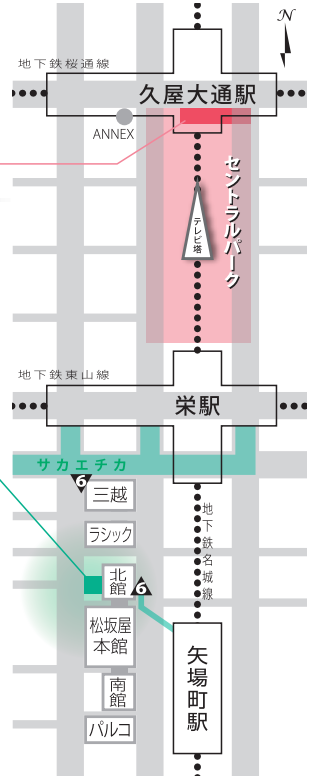 N
地下鉄桜通線
久屋大通駅
ANNEX
セントラルパーク
テレビ塔
地下鉄東山線
栄駅
サカエチカ
6
三越
ラシック
地下鉄名城線
北館
6
松坂屋
本館
矢場町駅
南館
パルコ